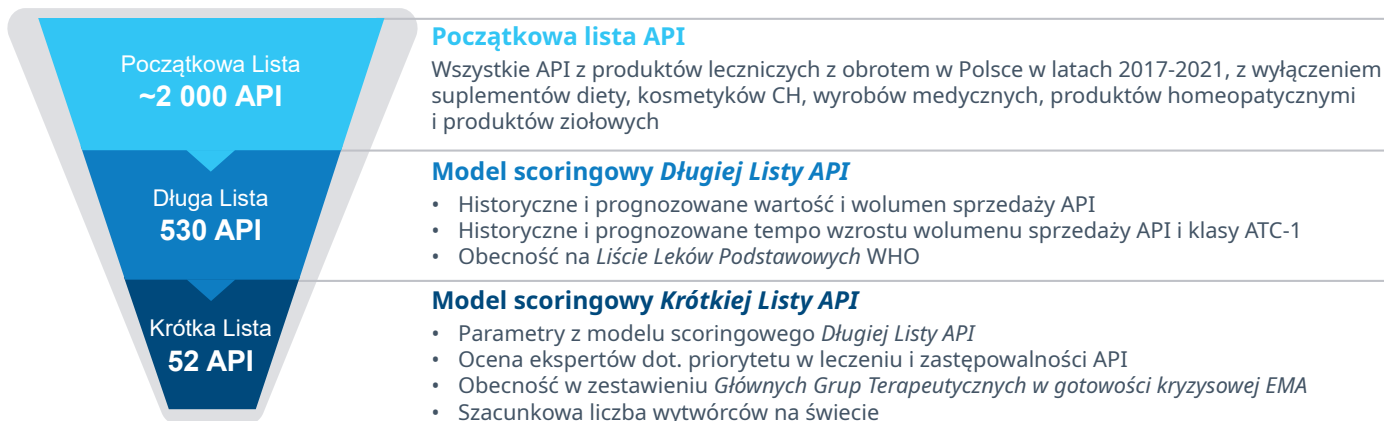 Początkowa Lista
~2 000 API
Początkowa lista API
Wszystkie API z produktów leczniczych z obrotem w Polsce w latach 2017-2021, z wyłączeniem
suplementów diety, kosmetyków CH, wyrobów medycznych, produktów homeopatycznymi
i produktów ziołowych
Długa Lista
530 API
Model scoringowy Długiej Listy API
• Historyczne i prognozowane wartość i wolumen sprzedaży API
• Historyczne i prognozowane tempo wzrostu wolumenu sprzedaży API i klasy ATC-1
• Obecność na Liście Leków Podstawowych WHO
Krótka Lista
52 API
Model scoringowy Krótkiej Listy API
• Parametry z modelu scoringowego Długiej Listy API
• Ocena ekspertów dot. priorytetu w leczeniu i zastępowalności API
• Obecność w zestawieniu Głównych Grup Terapeutycznych w gotowości kryzysowej EMA
• Szacunkowa liczba wytwórców na świecie